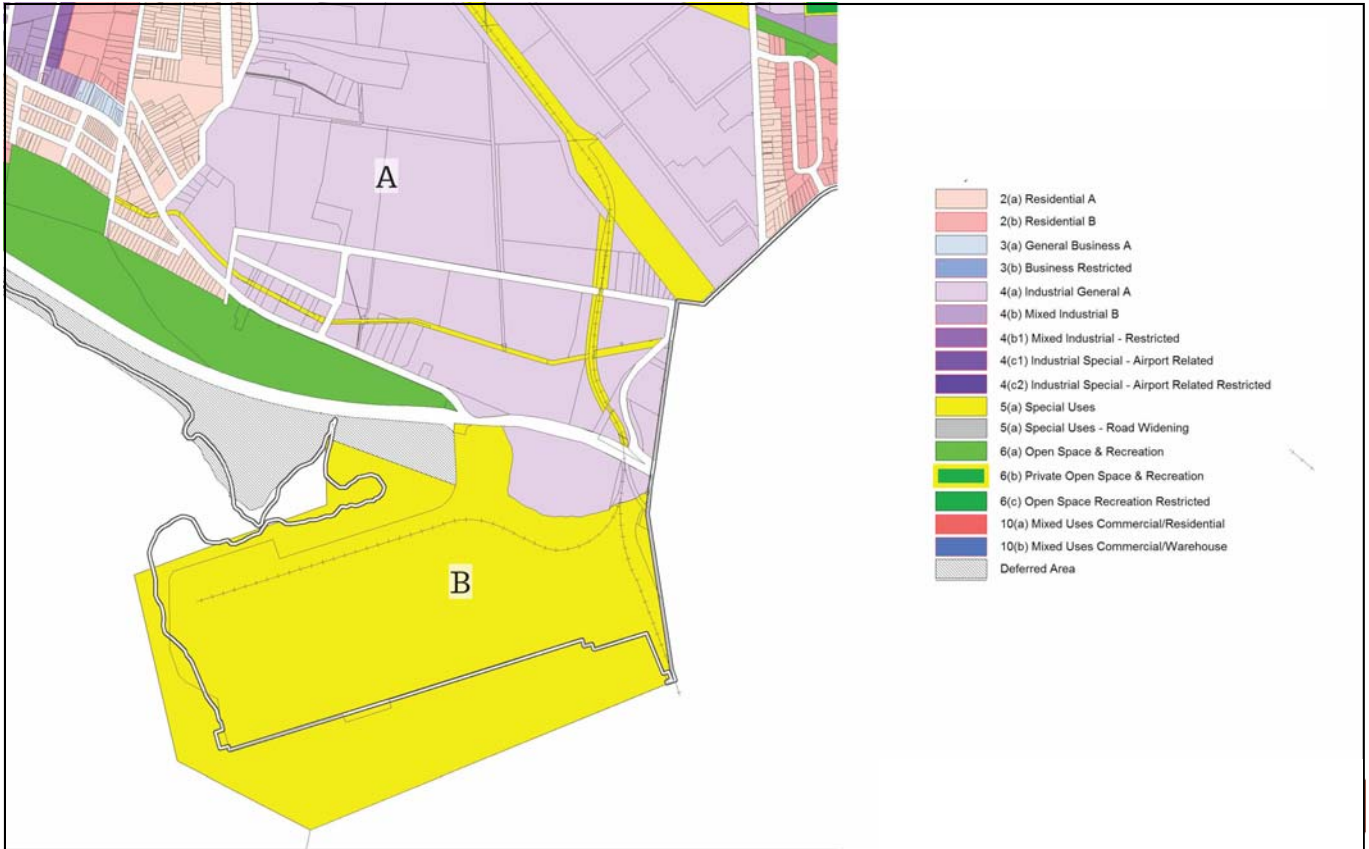 A
B
2(a) Residential A
2(b) Residential B
3(a) General Business A
3(b) Business Restricted
4(a) Industrial General A
4(b) Mixed Industrial B
4(b1) Mixed Industrial - Restricted
4(c1) Industrial Special - Airport Related
4(c2) Industrial Special - Airport Related Restricted
5(a) Special Uses
5(a) Special Uses - Road Widening
6(a) Open Space & Recreation
6(b) Private Open Space & Recreation
6(c) Open Space Recreation Restricted
10(a) Mixed Uses Commercial/Residential
10(b) Mixed Uses Commercial/Warehouse
Deferred Area